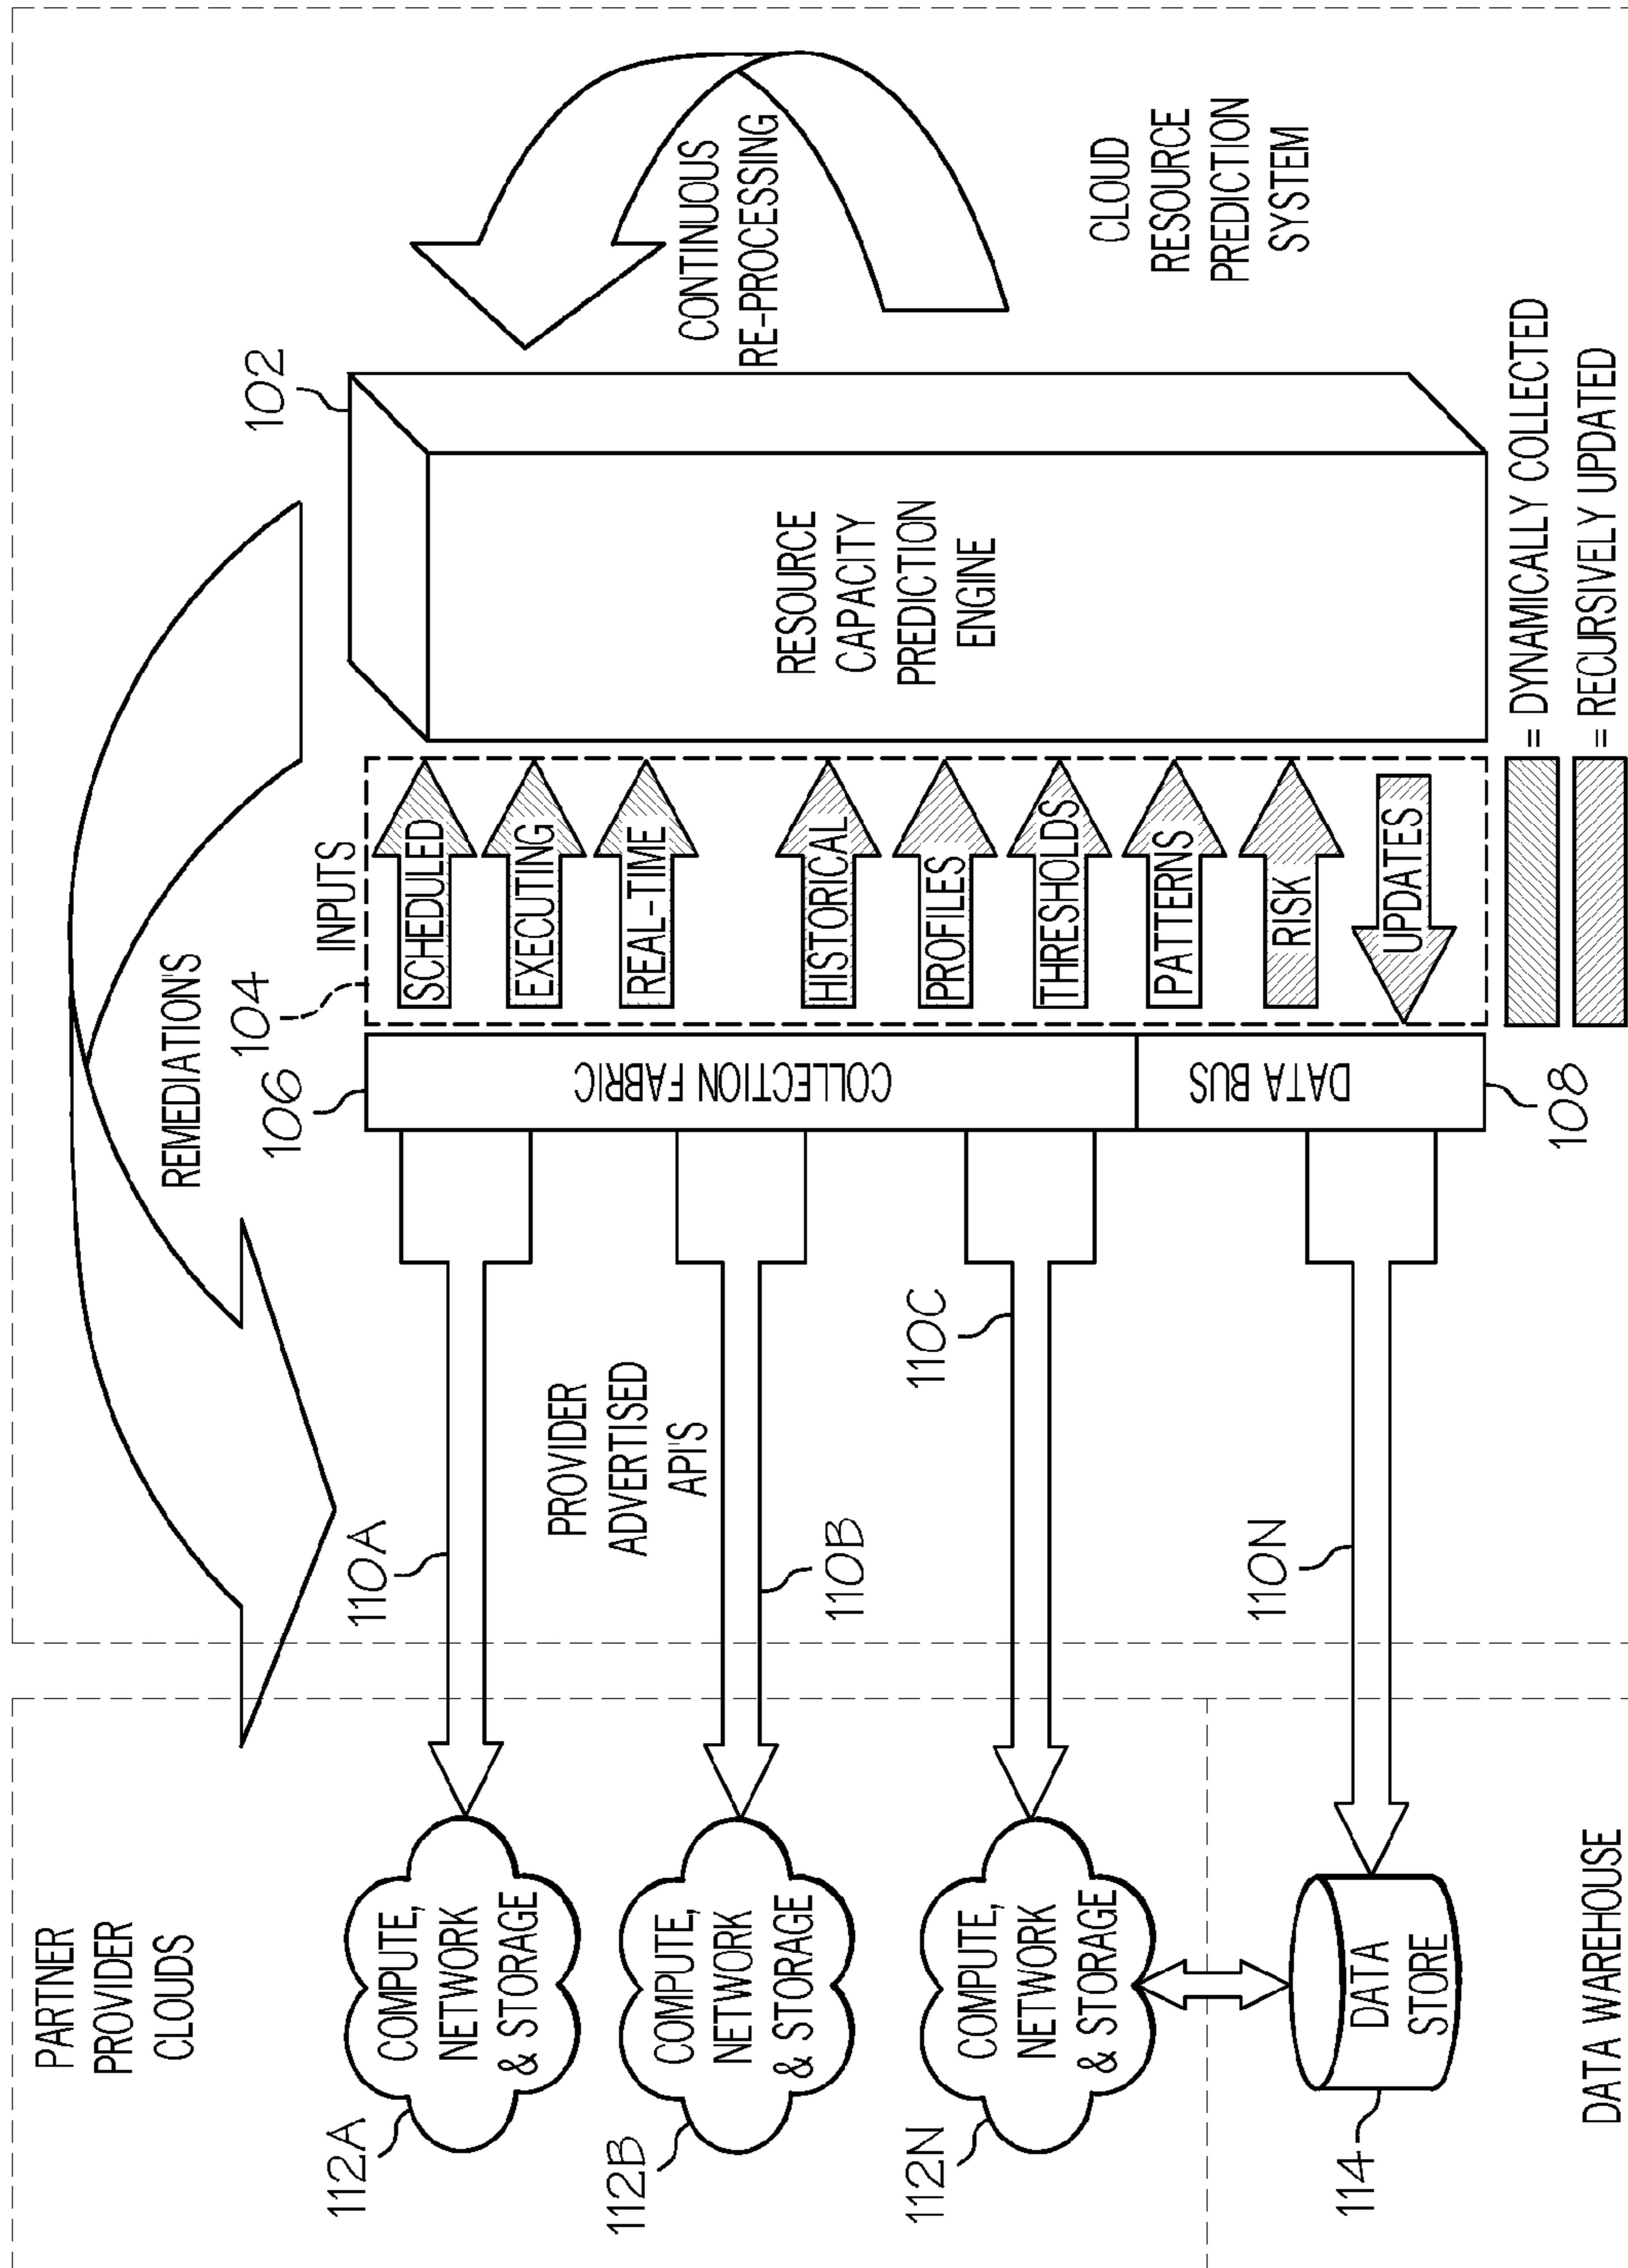 PARTNER
PROVIDER
CLOUDS
112A
COMPUTE,
NETWORK
& STORAGE
112B
COMPUTE,
NETWORK
& STORAGE
112N
COMPUTE,
NETWORK
& STORAGE
114
DATA
STORE
DATA WAREHOUSE
REMEDIATION'S
110A
PROVIDER
ADVERTISED
API'S
110B
110C
110N
106
COLLECTION FABRIC
DATA BUS
108
104
INPUTS
SCHEDULED
EXECUTING
REAL-TIME
HISTORICAL
PROFILES
THRESHOLDS
PATTERNS
RISK
UPDATES
= DYNAMICALLY COLLECTED
= RECURSIVELY UPDATED
102
RESOURCE
CAPACITY
PREDICTION
ENGINE
CONTINUOUS
RE-PROCESSING
CLOUD
RESOURCE
PREDICTION
SYSTEM